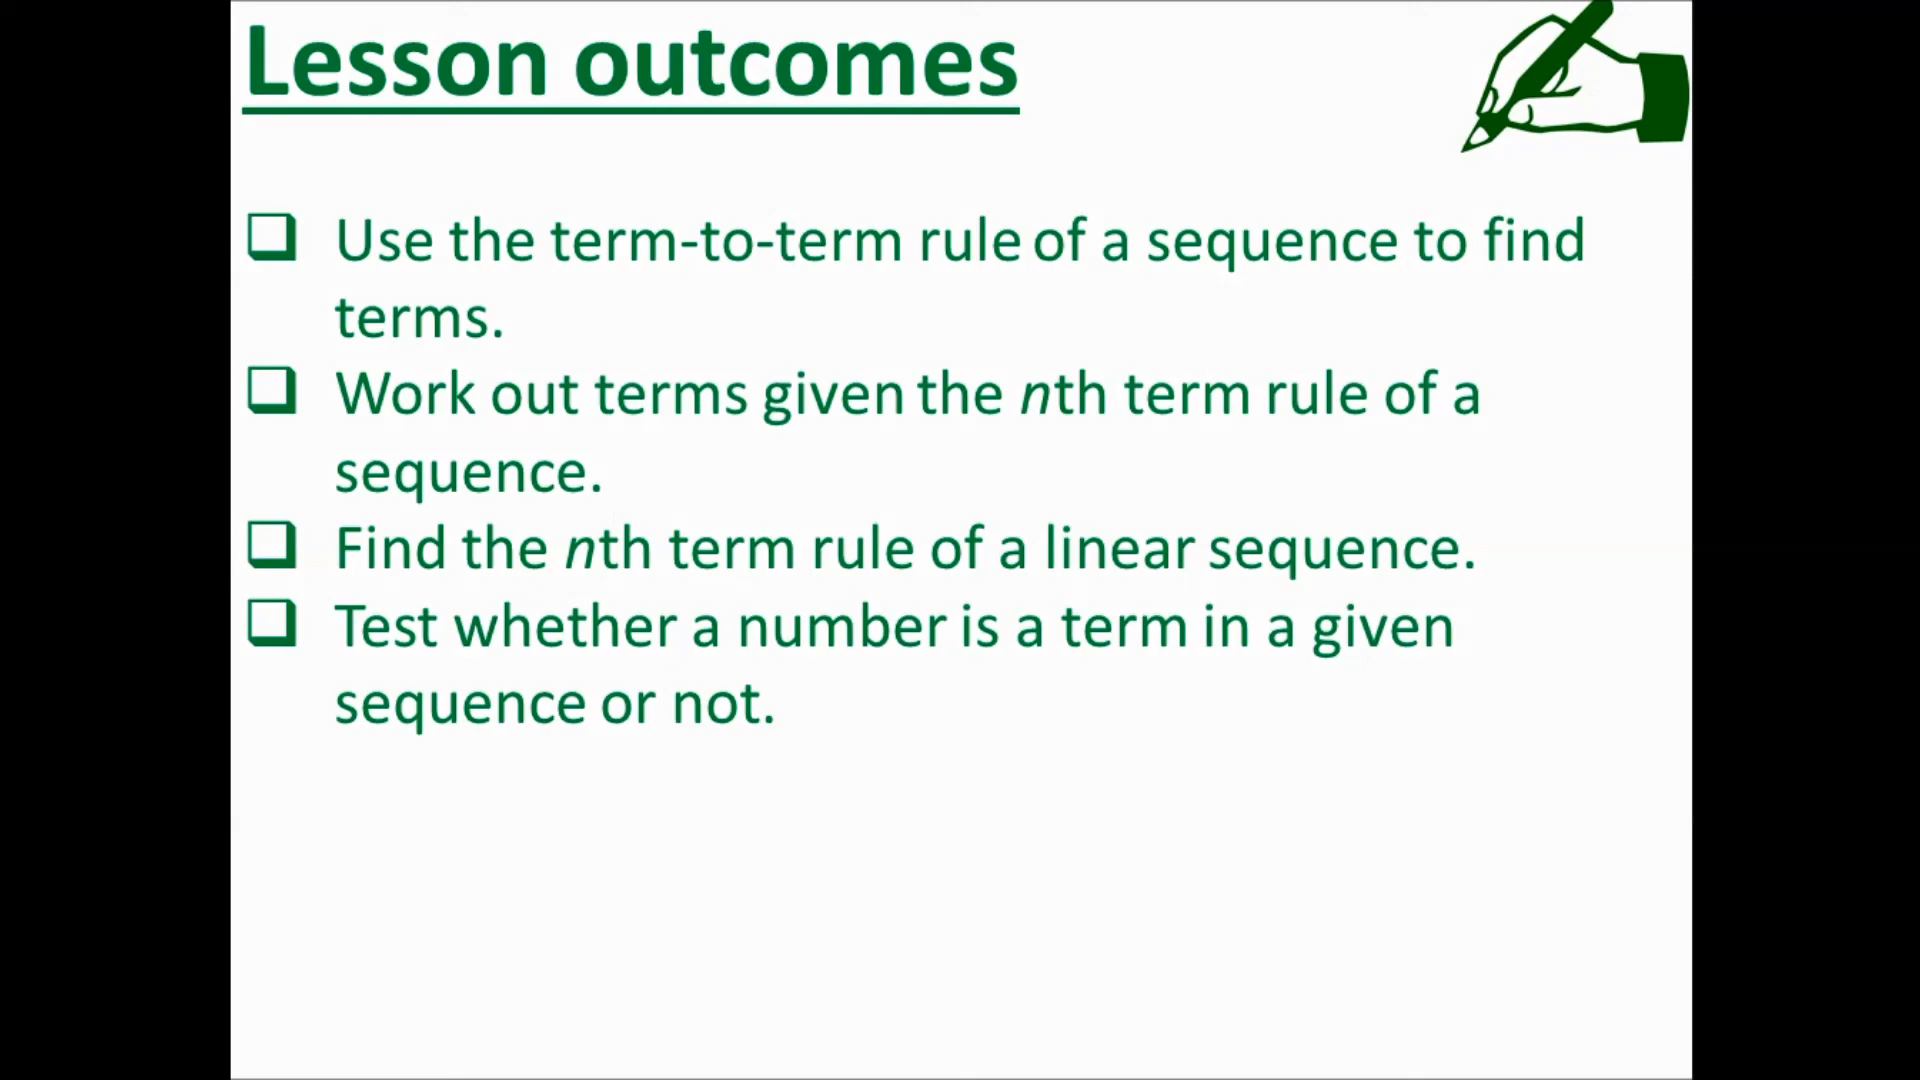 Lesson outcomes
Use the term-to-term rule of a sequence to find
terms.
Work out terms given the nth term rule of a
sequence.
Find the nth term rule of a linear sequence.
Test whether a number is a term in a given
sequence or not.